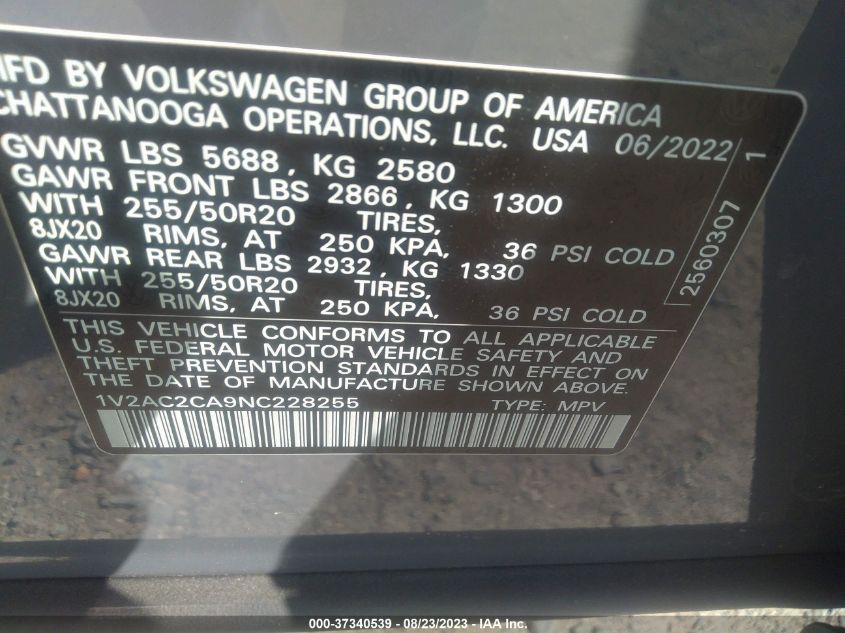 MFD BY VOLKSWAGEN GROUP OF AMERICA
CHATTANOOGA OPERATIONS, LLC. USA 06/2022
GVWR LBS 5688, KG 2580
GAWR FRONT LBS 2866, KG 1300
WITH 255/50R20 TIRES,
8JX20 RIMS, AT 250 KPA, 36 PSI COLD
GAWR REAR LBS 2932, KG 1330
WITH 255/50R20 TIRES,
8JX20 RIMS, AT 250 KPA, 36 PSI COLD
2560307 1
THIS VEHICLE CONFORMS TO ALL APPLICABLE
U.S. FEDERAL MOTOR VEHICLE SAFETY AND
THEFT PREVENTION STANDARDS IN EFFECT ON
THE DATE OF MANUFACTURE SHOWN ABOVE.
1V2AC2CA9NC228255 TYPE: MPV
000-37340539 - 08/23/2023 - IAA Inc.